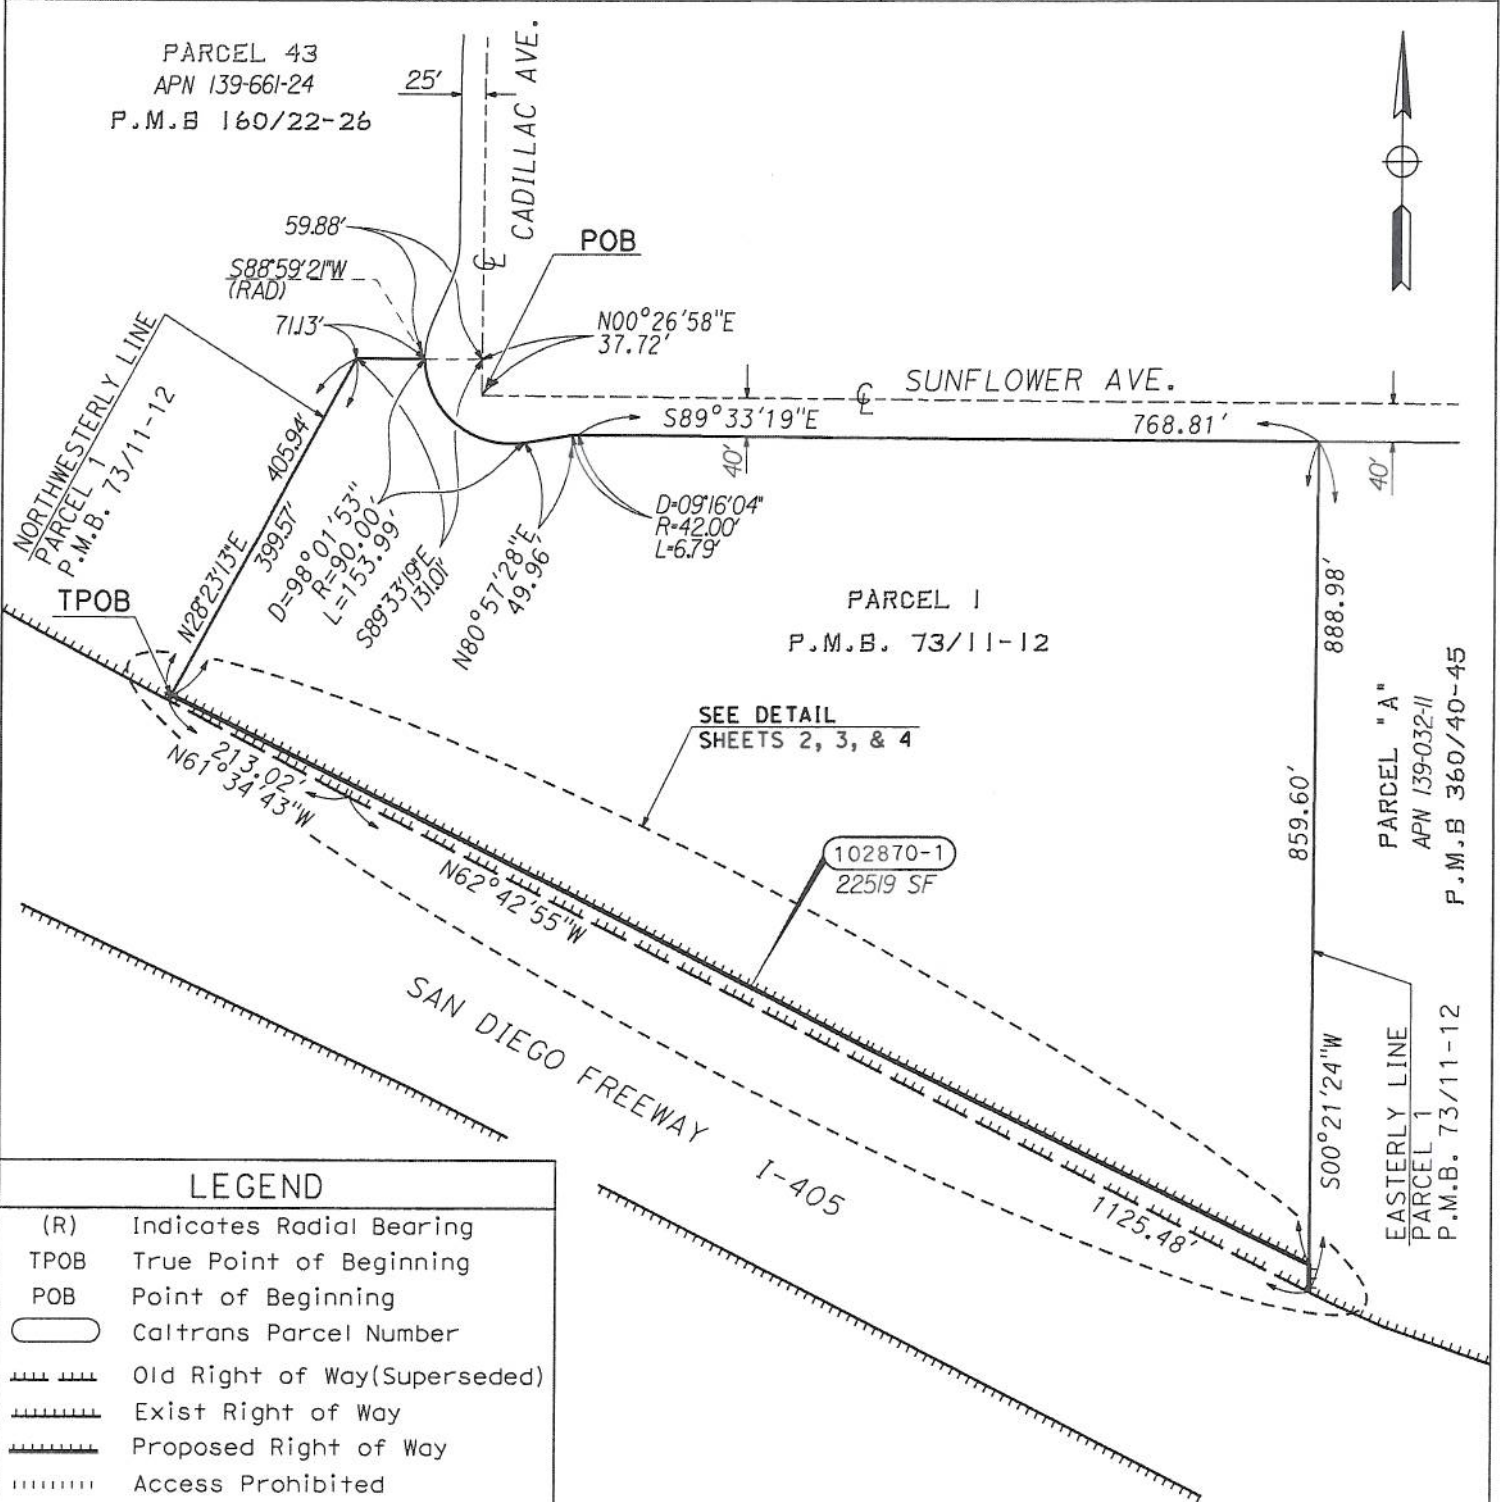 PARCEL 43
APN 139-661-24
P.M.B 160/22-26
25'
CADILLAC AVE.
59.88'
S88°59'21"W
(RAD)
71.13'
POB
N00°26'58"E
37.72'
CL
SUNFLOWER AVE.
CL
S89°33'19"E
768.81'
40'
40'
NORTHWESTERLY LINE
PARCEL 1
P.M.B. 73/11-12
405.94'
399.57'
N28°23'13"E
D=98°01'53"
R=90.00'
L=153.99'
S89°33'19"E
131.01'
N80°57'28"E
49.96'
D=09°16'04"
R=42.00'
L=6.79'
TPOB
PARCEL 1
P.M.B. 73/11-12
888.98'
859.60'
PARCEL "A"
APN 139-032-11
P.M.B 360/40-45
SEE DETAIL
SHEETS 2, 3, & 4
213.02'
N61°34'43"W
102870-1
22519 SF
N62°42'55"W
SAN DIEGO FREEWAY
I-405
1125.48'
S00°21'24"W
EASTERLY LINE
PARCEL 1
P.M.B. 73/11-12
LEGEND
(R) Indicates Radial Bearing
TPOB True Point of Beginning
POB Point of Beginning
Caltrans Parcel Number
Old Right of Way(Superseded)
Exist Right of Way
Proposed Right of Way
Access Prohibited